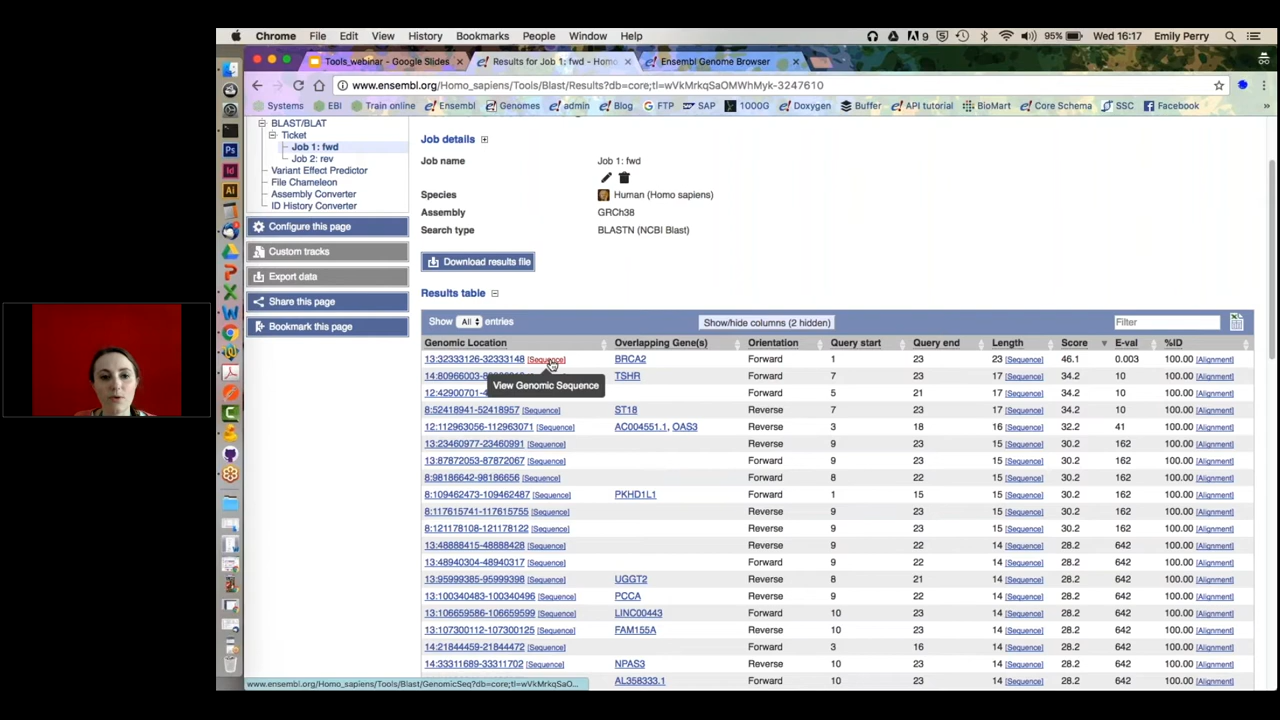 Chrome File Edit View History Bookmarks People Window Help 9 95% Wed 16:17 Emily Perry
Tools_webinar - Google Slides × Results for Job 1: fwd - Homo × Ensembl Genome Browser ×
www.ensembl.org/Homo_sapiens/Tools/Blast/Results?db=core;tl=wVkMrkqSaOMWhMyk-3247610
Systems EBI Train online Ensembl Genomes admin Blog FTP SAP 1000G Doxygen Buffer API tutorial BioMart Core Schema SSC Facebook »
BLAST/BLAT
Ticket
Job 1: fwd
Job 2: rev
Variant Effect Predictor
File Chameleon
Assembly Converter
ID History Converter
Configure this page
Custom tracks
Export data
Share this page
Bookmark this page
Job details
Job name Job 1: fwd
Species Human (Homo sapiens)
Assembly GRCh38
Search type BLASTN (NCBI Blast)
Download results file
Results table
Show All entries Show/hide columns (2 hidden) Filter
Genomic Location Overlapping Gene(s) Orientation Query start Query end Length Score E-val %ID
13:32333126-32333148 [Sequence] BRCA2 Forward 1 23 23 [Sequence] 46.1 0.003 100.00 [Alignment]
14:80966003- TSHR Forward 7 23 17 [Sequence] 34.2 10 100.00 [Alignment]
View Genomic Sequence
12:42900701- Forward 5 21 17 [Sequence] 34.2 10 100.00 [Alignment]
8:52418941-52418957 [Sequence] ST18 Reverse 7 23 17 [Sequence] 34.2 10 100.00 [Alignment]
12:112963056-112963071 [Sequence] AC004551.1, OAS3 Reverse 3 18 16 [Sequence] 32.2 41 100.00 [Alignment]
13:23460977-23460991 [Sequence] Reverse 9 23 15 [Sequence] 30.2 162 100.00 [Alignment]
13:87872053-87872067 [Sequence] Forward 9 23 15 [Sequence] 30.2 162 100.00 [Alignment]
8:98186642-98186656 [Sequence] Forward 8 22 15 [Sequence] 30.2 162 100.00 [Alignment]
8:109462473-109462487 [Sequence] PKHD1L1 Forward 1 15 15 [Sequence] 30.2 162 100.00 [Alignment]
8:117615741-117615755 [Sequence] Reverse 9 23 15 [Sequence] 30.2 162 100.00 [Alignment]
8:121178108-121178122 [Sequence] Reverse 9 23 15 [Sequence] 30.2 162 100.00 [Alignment]
13:48888415-48888428 [Sequence] Reverse 9 22 14 [Sequence] 28.2 642 100.00 [Alignment]
13:48940304-48940317 [Sequence] Forward 9 22 14 [Sequence] 28.2 642 100.00 [Alignment]
13:95999385-95999398 [Sequence] UGGT2 Reverse 8 21 14 [Sequence] 28.2 642 100.00 [Alignment]
13:100340483-100340496 [Sequence] PCCA Reverse 9 22 14 [Sequence] 28.2 642 100.00 [Alignment]
13:106659586-106659599 [Sequence] LINC00443 Forward 10 23 14 [Sequence] 28.2 642 100.00 [Alignment]
13:107300112-107300125 [Sequence] FAM155A Reverse 10 23 14 [Sequence] 28.2 642 100.00 [Alignment]
14:21844459-21844472 [Sequence] Forward 3 16 14 [Sequence] 28.2 642 100.00 [Alignment]
14:33311689-33311702 [Sequence] NPAS3 Reverse 10 23 14 [Sequence] 28.2 642 100.00 [Alignment]
AL358333.1 Forward 10 23 14 [Sequence] 28.2 642 100.00 [Alignment]
www.ensembl.org/Homo_sapiens/Tools/Blast/GenomicSeq?db=core;tl=wVkMrkqSaO...